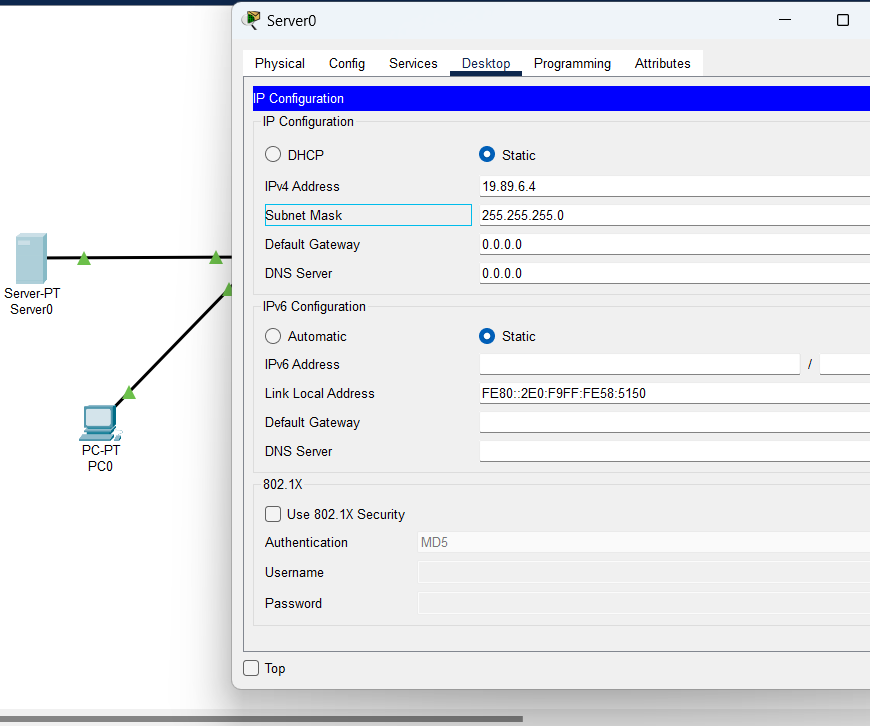 Server0
Physical Config Services Desktop Programming Attributes
IP Configuration
IP Configuration
DHCP Static
IPv4 Address 19.89.6.4
Subnet Mask 255.255.255.0
Default Gateway 0.0.0.0
DNS Server 0.0.0.0
IPv6 Configuration
Automatic Static
IPv6 Address /
Link Local Address FE80::2E0:F9FF:FE58:5150
Default Gateway
DNS Server
802.1X
Use 802.1X Security
Authentication MD5
Username
Password
Top
Server-PT
Server0
PC-PT
PC0